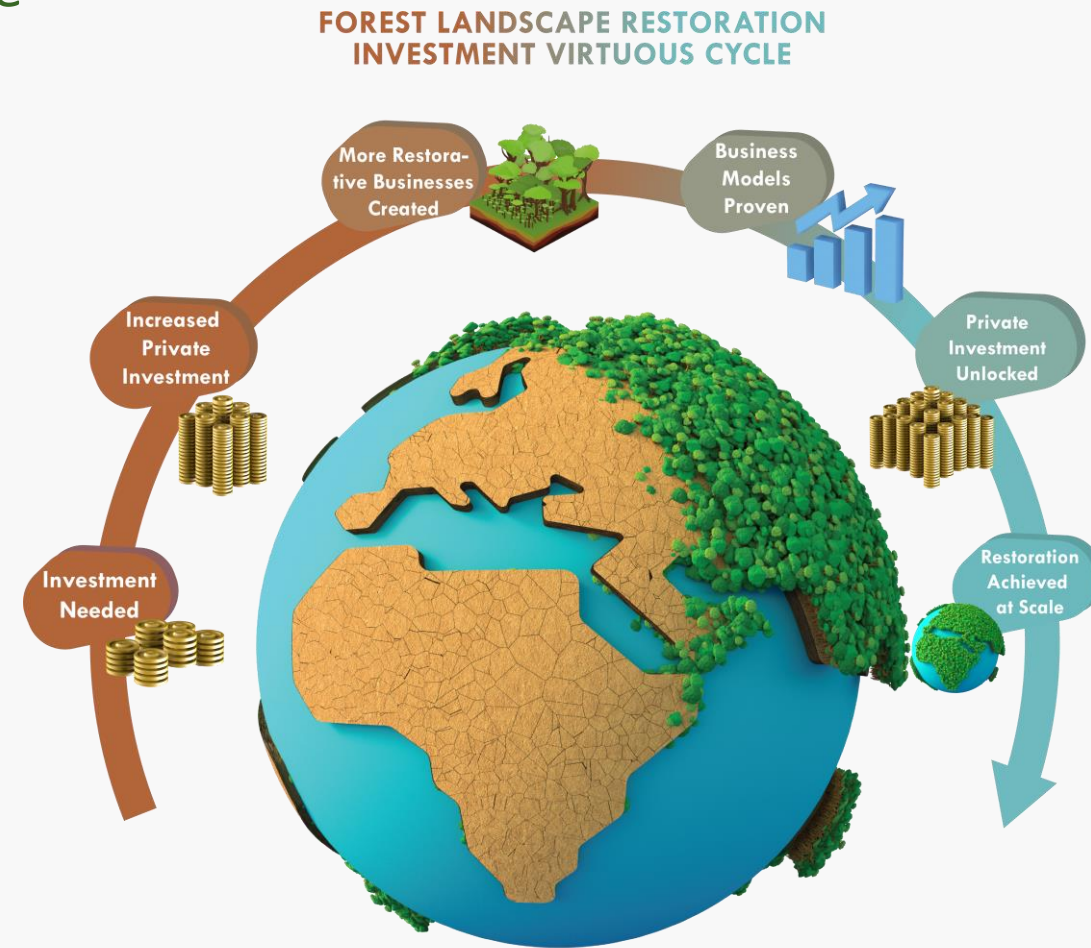 FOREST LANDSCAPE RESTORATION
INVESTMENT VIRTUOUS CYCLE
Investment
Needed
Increased
Private
Investment
More Restora-
tive Businesses
Created
Business
Models
Proven
Private
Investment
Unlocked
Restoration
Achieved
at Scale